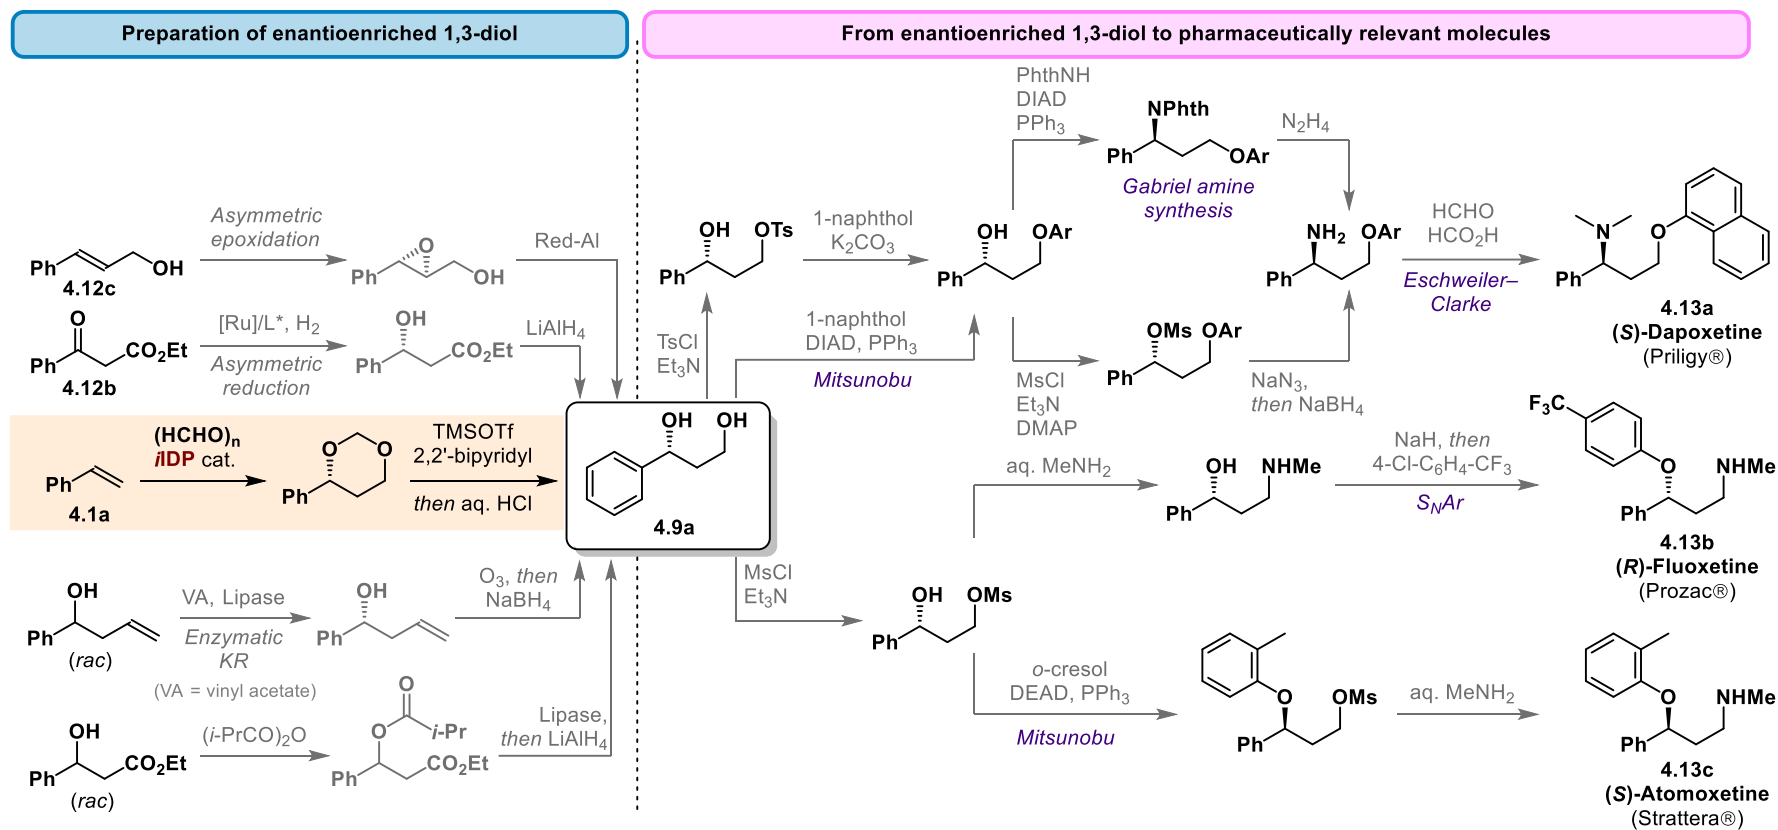 Preparation of enantioenriched 1,3-diol
From enantioenriched 1,3-diol to pharmaceutically relevant molecules
Ph
OH
4.12c
Asymmetric
epoxidation
Ph
O
OH
Red-Al
O
Ph
CO2Et
4.12b
[Ru]/L*, H2
Asymmetric
reduction
OH
Ph
CO2Et
LiAlH4
Ph
4.1a
(HCHO)n
iIDP cat.
O
O
Ph
TMSOTf
2,2'-bipyridyl
then aq. HCl
OH
OH
4.9a
OH
Ph
(rac)
VA, Lipase
Enzymatic
KR
(VA = vinyl acetate)
OH
Ph
O3, then
NaBH4
OH
Ph
CO2Et
(rac)
(i-PrCO)2O
O
O
i-Pr
Ph
CO2Et
Lipase,
then LiAlH4
TsCl
Et3N
OH
OTs
Ph
1-naphthol
K2CO3
1-naphthol
DIAD, PPh3
Mitsunobu
OH
OAr
Ph
PhthNH
DIAD
PPh3
NPhth
Ph
OAr
Gabriel amine
synthesis
N2H4
MsCl
Et3N
DMAP
OMs
OAr
Ph
NaN3,
then NaBH4
NH2
OAr
Ph
HCHO
HCO2H
Eschweiler–
Clarke
N
O
Ph
4.13a
(S)-Dapoxetine
(Priligy®)
MsCl
Et3N
OH
OMs
Ph
aq. MeNH2
OH
NHMe
Ph
NaH, then
4-Cl-C6H4-CF3
SNAr
F3C
O
NHMe
Ph
4.13b
(R)-Fluoxetine
(Prozac®)
o-cresol
DEAD, PPh3
Mitsunobu
O
OMs
Ph
aq. MeNH2
O
NHMe
Ph
4.13c
(S)-Atomoxetine
(Strattera®)